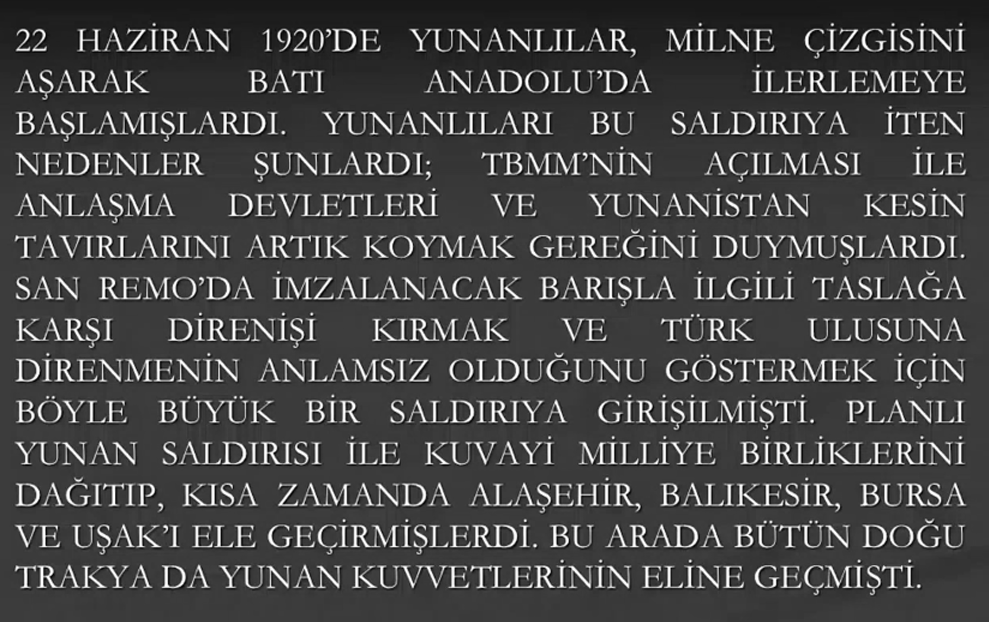 22 HAZİRAN 1920’DE YUNANLILAR, MİLNE ÇİZGİSİNİ
AŞARAK BATI ANADOLU’DA İLERLEMEYE
BAŞLAMIŞLARDI. YUNANLILARI BU SALDIRIYA İTEN
NEDENLER ŞUNLARDI; TBMM’NİN AÇILMASI İLE
ANLAŞMA DEVLETLERİ VE YUNANİSTAN KESİN
TAVIRLARINI ARTIK KOYMAK GEREĞİNİ DUYMUŞLARDI.
SAN REMO’DA İMZALANACAK BARIŞLA İLGİLİ TASLAĞA
KARŞI DİRENİŞİ KIRMAK VE TÜRK ULUSUNA
DİRENMENİN ANLAMSIZ OLDUĞUNU GÖSTERMEK İÇİN
BÖYLE BÜYÜK BİR SALDIRIYA GİRİŞİLMİŞTİ. PLANLI
YUNAN SALDIRISI İLE KUVAYİ MİLLİYE BİRLİKLERİNİ
DAĞITIP, KISA ZAMANDA ALAŞEHİR, BALIKESİR, BURSA
VE UŞAK’I ELE GEÇİRMİŞLERDİ. BU ARADA BÜTÜN DOĞU
TRAKYA DA YUNAN KUVVETLERİNİN ELİNE GEÇMİŞTİ.